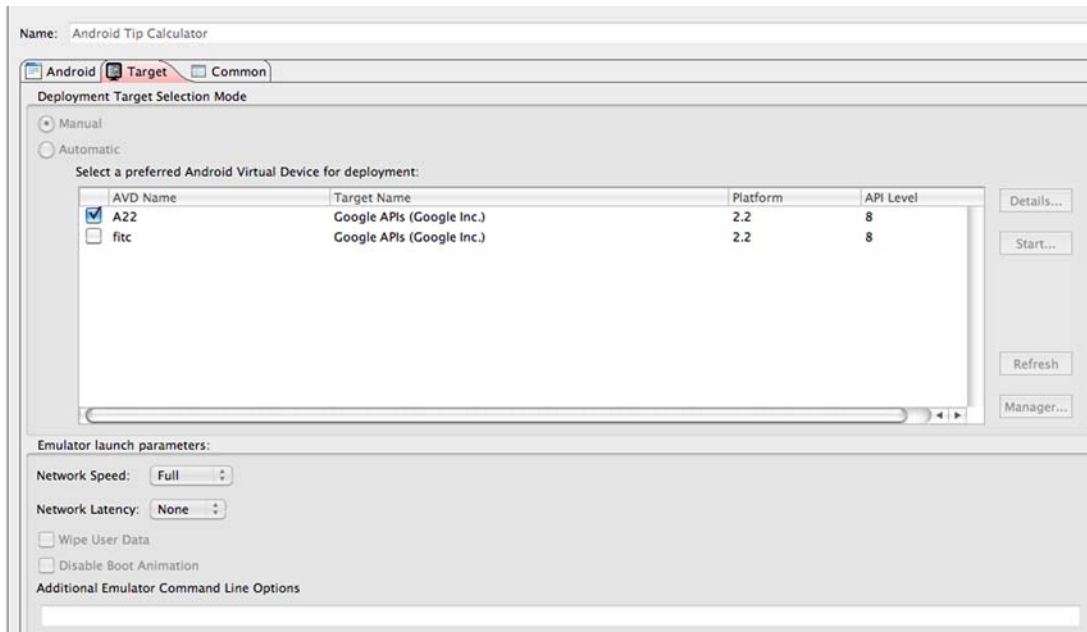 Name: Android Tip Calculator
Android Target Common
Deployment Target Selection Mode
Manual
Automatic
Select a preferred Android Virtual Device for deployment:
AVD Name Target Name Platform API Level
A22 Google APIs (Google Inc.) 2.2 8
fitc Google APIs (Google Inc.) 2.2 8
Details...
Start...
Refresh
Manager...
Emulator launch parameters:
Network Speed: Full
Network Latency: None
Wipe User Data
Disable Boot Animation
Additional Emulator Command Line Options